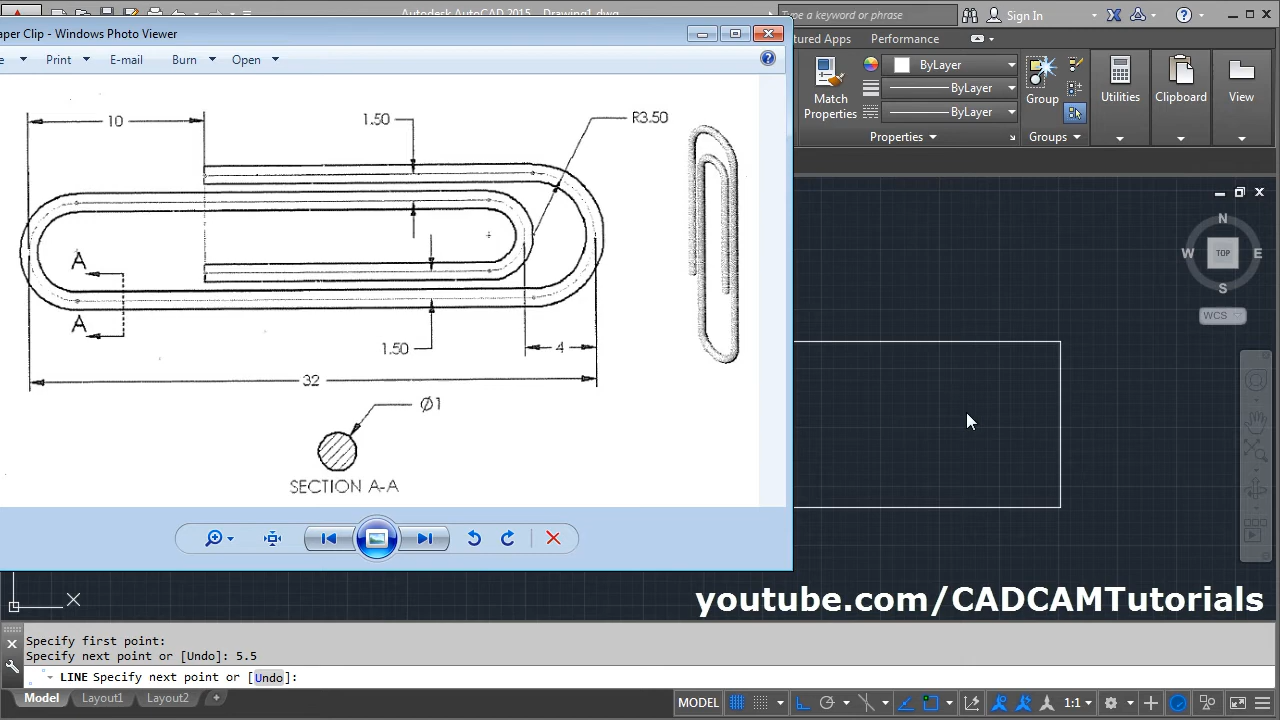 Autodesk AutoCAD 2015 Drawing1.dwg
Type a keyword or phrase
Sign In
aper Clip - Windows Photo Viewer
tured Apps
Performance
Print
E-mail
Burn
Open
ByLayer
ByLayer
ByLayer
Match
Properties
Group
Utilities
Clipboard
View
Properties
Groups
10
1.50
R3.50
A
A
1.50
4
32
Ø1
SECTION A-A
N
W
TOP
E
S
WCS
X
youtube.com/CADCAMTutorials
Specify first point:
Specify next point or [Undo]: 5.5
LINE Specify next point or [Undo]:
Model
Layout1
Layout2
MODEL
1:1